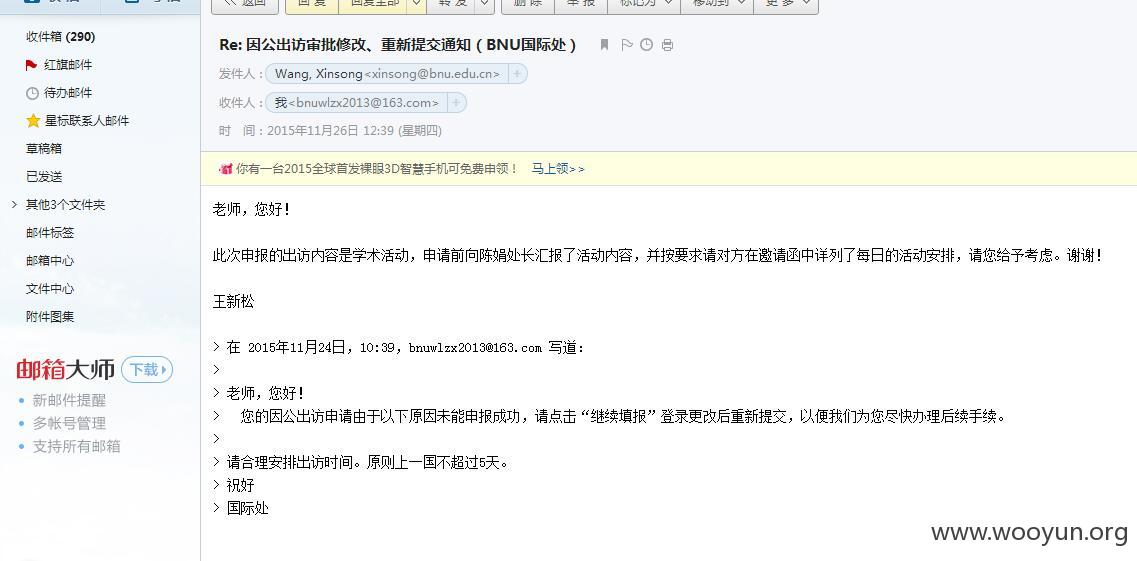 返回
回复
回复全部
转发
删除
举报
标记为
移动到
更多
收件箱 (290)
红旗邮件
待办邮件
星标联系人邮件
草稿箱
已发送
其他3个文件夹
邮件标签
邮箱中心
文件中心
附件图集
邮箱大师 下载
新邮件提醒
多帐号管理
支持所有邮箱
Re: 因公出访审批修改、重新提交通知（BNU国际处）
发件人：Wang, Xinsong<xinsong@bnu.edu.cn> +
收件人：我<bnuwlzx2013@163.com> +
时 间：2015年11月26日 12:39 (星期四)
你有一台2015全球首发裸眼3D智慧手机可免费申领！ 马上领>>
老师，您好！
此次申报的出访内容是学术活动，申请前向陈娟处长汇报了活动内容，并按要求请对方在邀请函中详列了每日的活动安排，请您给予考虑。谢谢！
王新松
> 在 2015年11月24日，10:39，bnuwlzx2013@163.com 写道：
>
> 老师，您好！
> 您的因公出访申请由于以下原因未能申报成功，请点击“继续填报”登录更改后重新提交，以便我们为您尽快办理后续手续。
>
> 请合理安排出访时间。原则上一国不超过5天。
> 祝好
> 国际处
www.wooyun.org